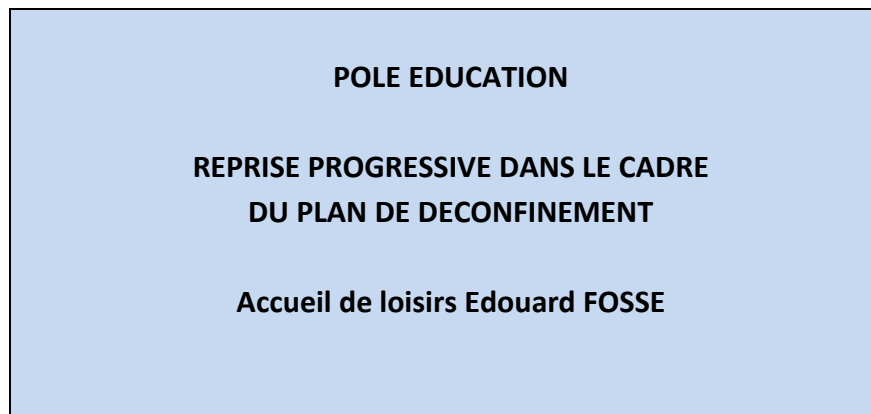 POLE EDUCATION
REPRISE PROGRESSIVE DANS LE CADRE
DU PLAN DE DECONFINEMENT
Accueil de loisirs Edouard FOSSE